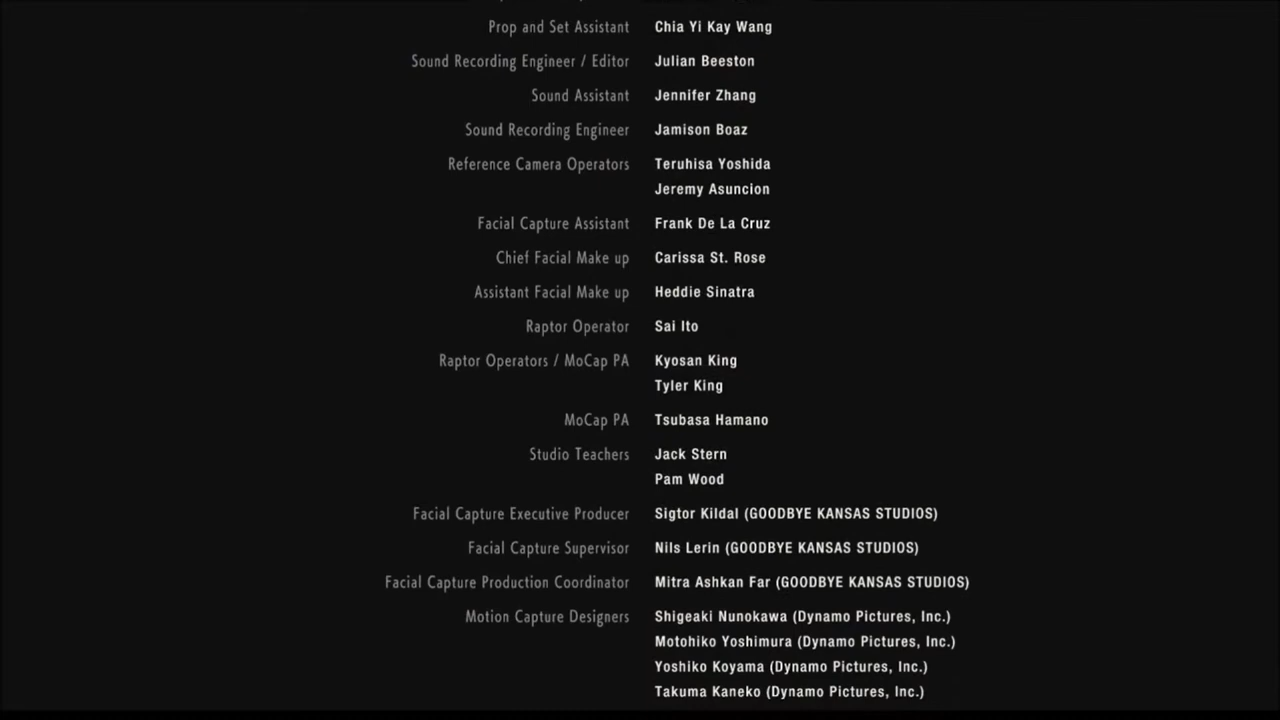 Prop and Set Assistant Chia Yi Kay Wang
Sound Recording Engineer / Editor Julian Beeston
Sound Assistant Jennifer Zhang
Sound Recording Engineer Jamison Boaz
Reference Camera Operators Teruhisa Yoshida
Jeremy Asuncion
Facial Capture Assistant Frank De La Cruz
Chief Facial Make up Carissa St. Rose
Assistant Facial Make up Heddie Sinatra
Raptor Operator Sai Ito
Raptor Operators / MoCap PA Kyosan King
Tyler King
MoCap PA Tsubasa Hamano
Studio Teachers Jack Stern
Pam Wood
Facial Capture Executive Producer Sigtor Kildal (GOODBYE KANSAS STUDIOS)
Facial Capture Supervisor Nils Lerin (GOODBYE KANSAS STUDIOS)
Facial Capture Production Coordinator Mitra Ashkan Far (GOODBYE KANSAS STUDIOS)
Motion Capture Designers Shigeaki Nunokawa (Dynamo Pictures, Inc.)
Motohiko Yoshimura (Dynamo Pictures, Inc.)
Yoshiko Koyama (Dynamo Pictures, Inc.)
Takuma Kaneko (Dynamo Pictures, Inc.)